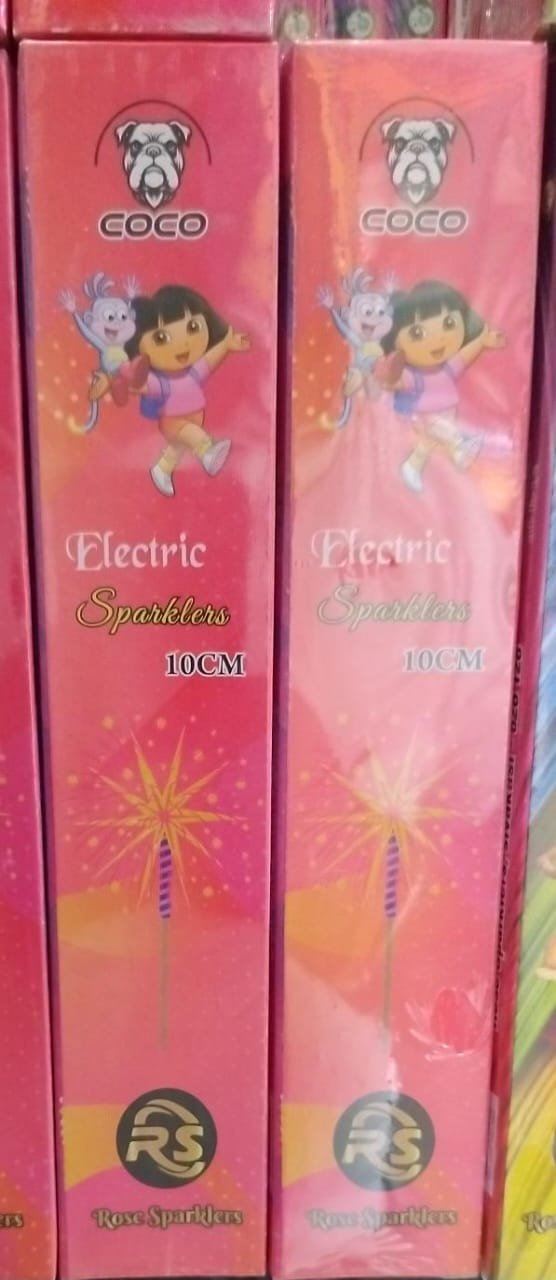 COCO
Electric
Sparklers
10CM
RS
Rose Sparklers
COCO
Electric
Sparklers
10CM
RS
Rose Sparklers